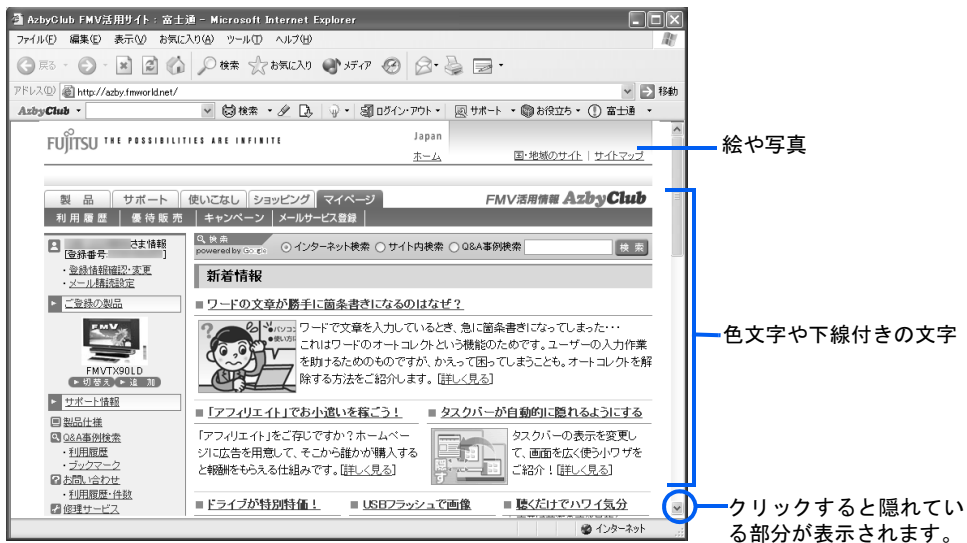 AzbyClub FMV活用サイト : 富士通 - Microsoft Internet Explorer
ファイル(F) 編集(E) 表示(V) お気に入り(A) ツール(T) ヘルプ(H)
戻る 検索 お気に入り メディア
アドレス(D) http://azby.fmworld.net/ 移動
AzbyClub 検索 ログイン・アウト サポート お役立ち 富士通
FUJITSU THE POSSIBILITIES ARE INFINITE
Japan
ホーム 国・地域のサイト | サイトマップ
絵や写真
製 品 サポート 使いこなし ショッピング マイページ
FMV活用情報 AzbyClub
利用履歴 優待販売 キャンペーン メールサービス登録
さま情報
[登録番号 ]
・登録情報確認・変更
・メール購読設定
ご登録の製品
FMV
FMVTX90LD
切替え 追 加
サポート情報
製品仕様
Q&A事例検索
・利用履歴
・ブックマーク
お問い合わせ
・利用履歴・件数
修理サービス
検索
powered by Google
インターネット検索 サイト内検索 Q&A事例検索 検 索
新着情報
■ワードの文章が勝手に箇条書きになるのはなぜ?
ワードで文章を入力しているとき、急に箇条書きになってしまった・・・
これはワードのオートコレクトという機能のためです。ユーザーの入力作業
を助けるためのものですが、かえって困ってしまうことも。オートコレクトを解
除する方法をご紹介します。[詳しく見る]
■「アフィリエイト」でお小遣いを稼ごう!
「アフィリエイト」をご存じですか?ホームペー
ジに広告を用意して、そこから誰かが購入する
と報酬をもらえる仕組みです。[詳しく見る]
■タスクバーが自動的に隠れるようにする
タスクバーの表示を変更し
て、画面を広く使う小ワザを
ご紹介![詳しく見る]
■ドライブが特別特価! ■USBフラッシュで画像 ■聴くだけでハワイ気分
インターネット
色文字や下線付きの文字
クリックすると隠れてい
る部分が表示されます。